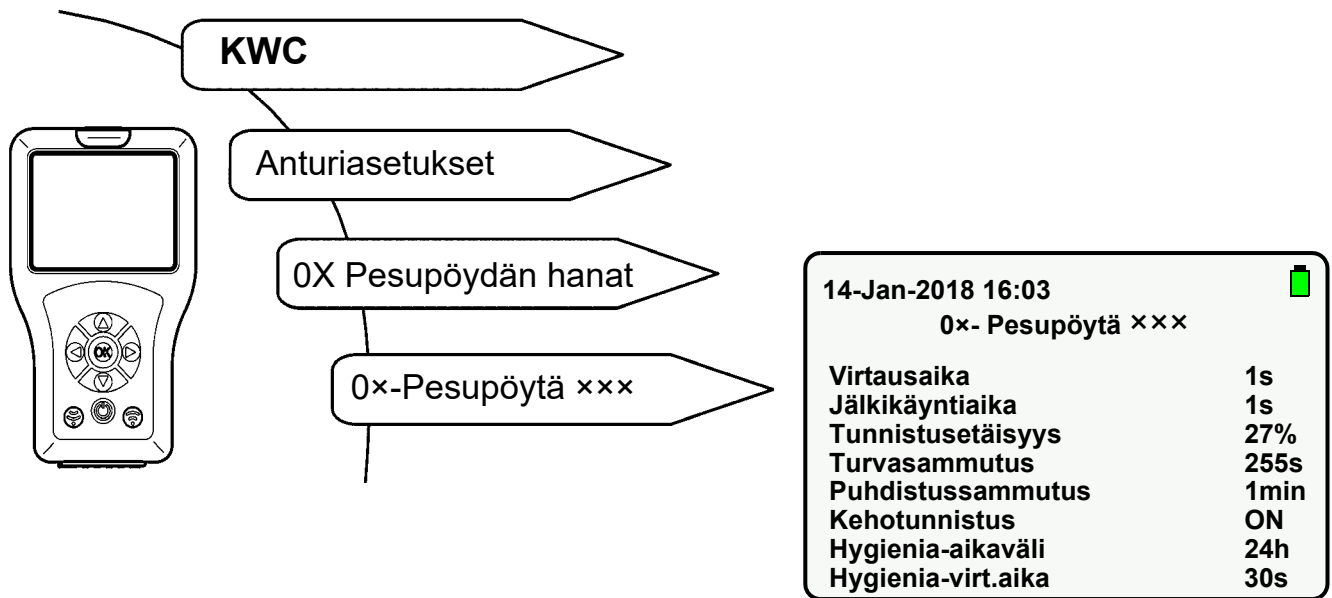 KWC
Anturiasetukset
0X Pesupöydän hanat
0×-Pesupöytä ×××
OK
14-Jan-2018 16:03
0×- Pesupöytä ×××
Virtausaika 1s
Jälkikäyntiaika 1s
Tunnistusetäisyys 27%
Turvasammutus 255s
Puhdistussammutus 1min
Kehotunnistus ON
Hygienia-aikaväli 24h
Hygienia-virt.aika 30s